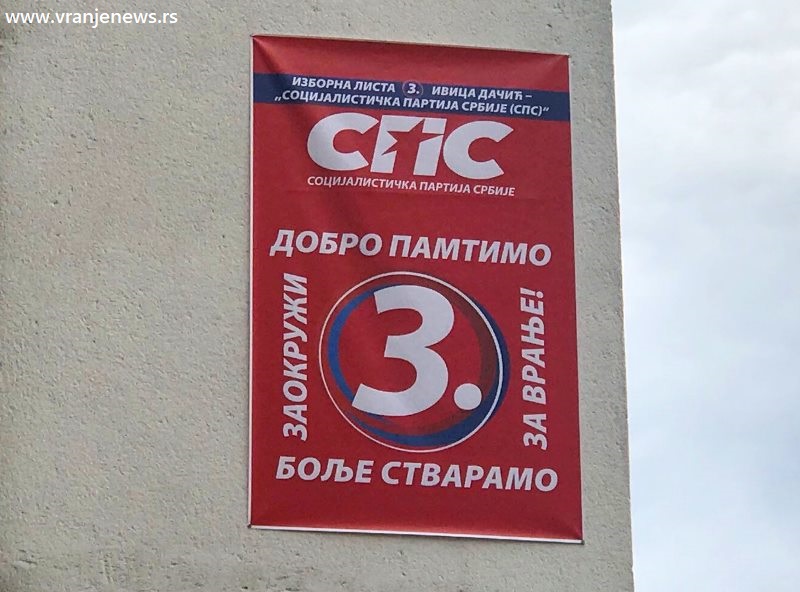 www.vranjenews.rs
ИЗБОРНА ЛИСТА 3. ИВИЦА ДАЧИЋ –
„СОЦИЈАЛИСТИЧКА ПАРТИЈА СРБИЈЕ (СПС)“
СПС
СОЦИЈАЛИСТИЧКА ПАРТИЈА СРБИЈЕ
ДОБРО ПАМТИМО
ЗАОКРУЖИ
3.
ЗА ВРАЊЕ!
БОЉЕ СТВАРАМО